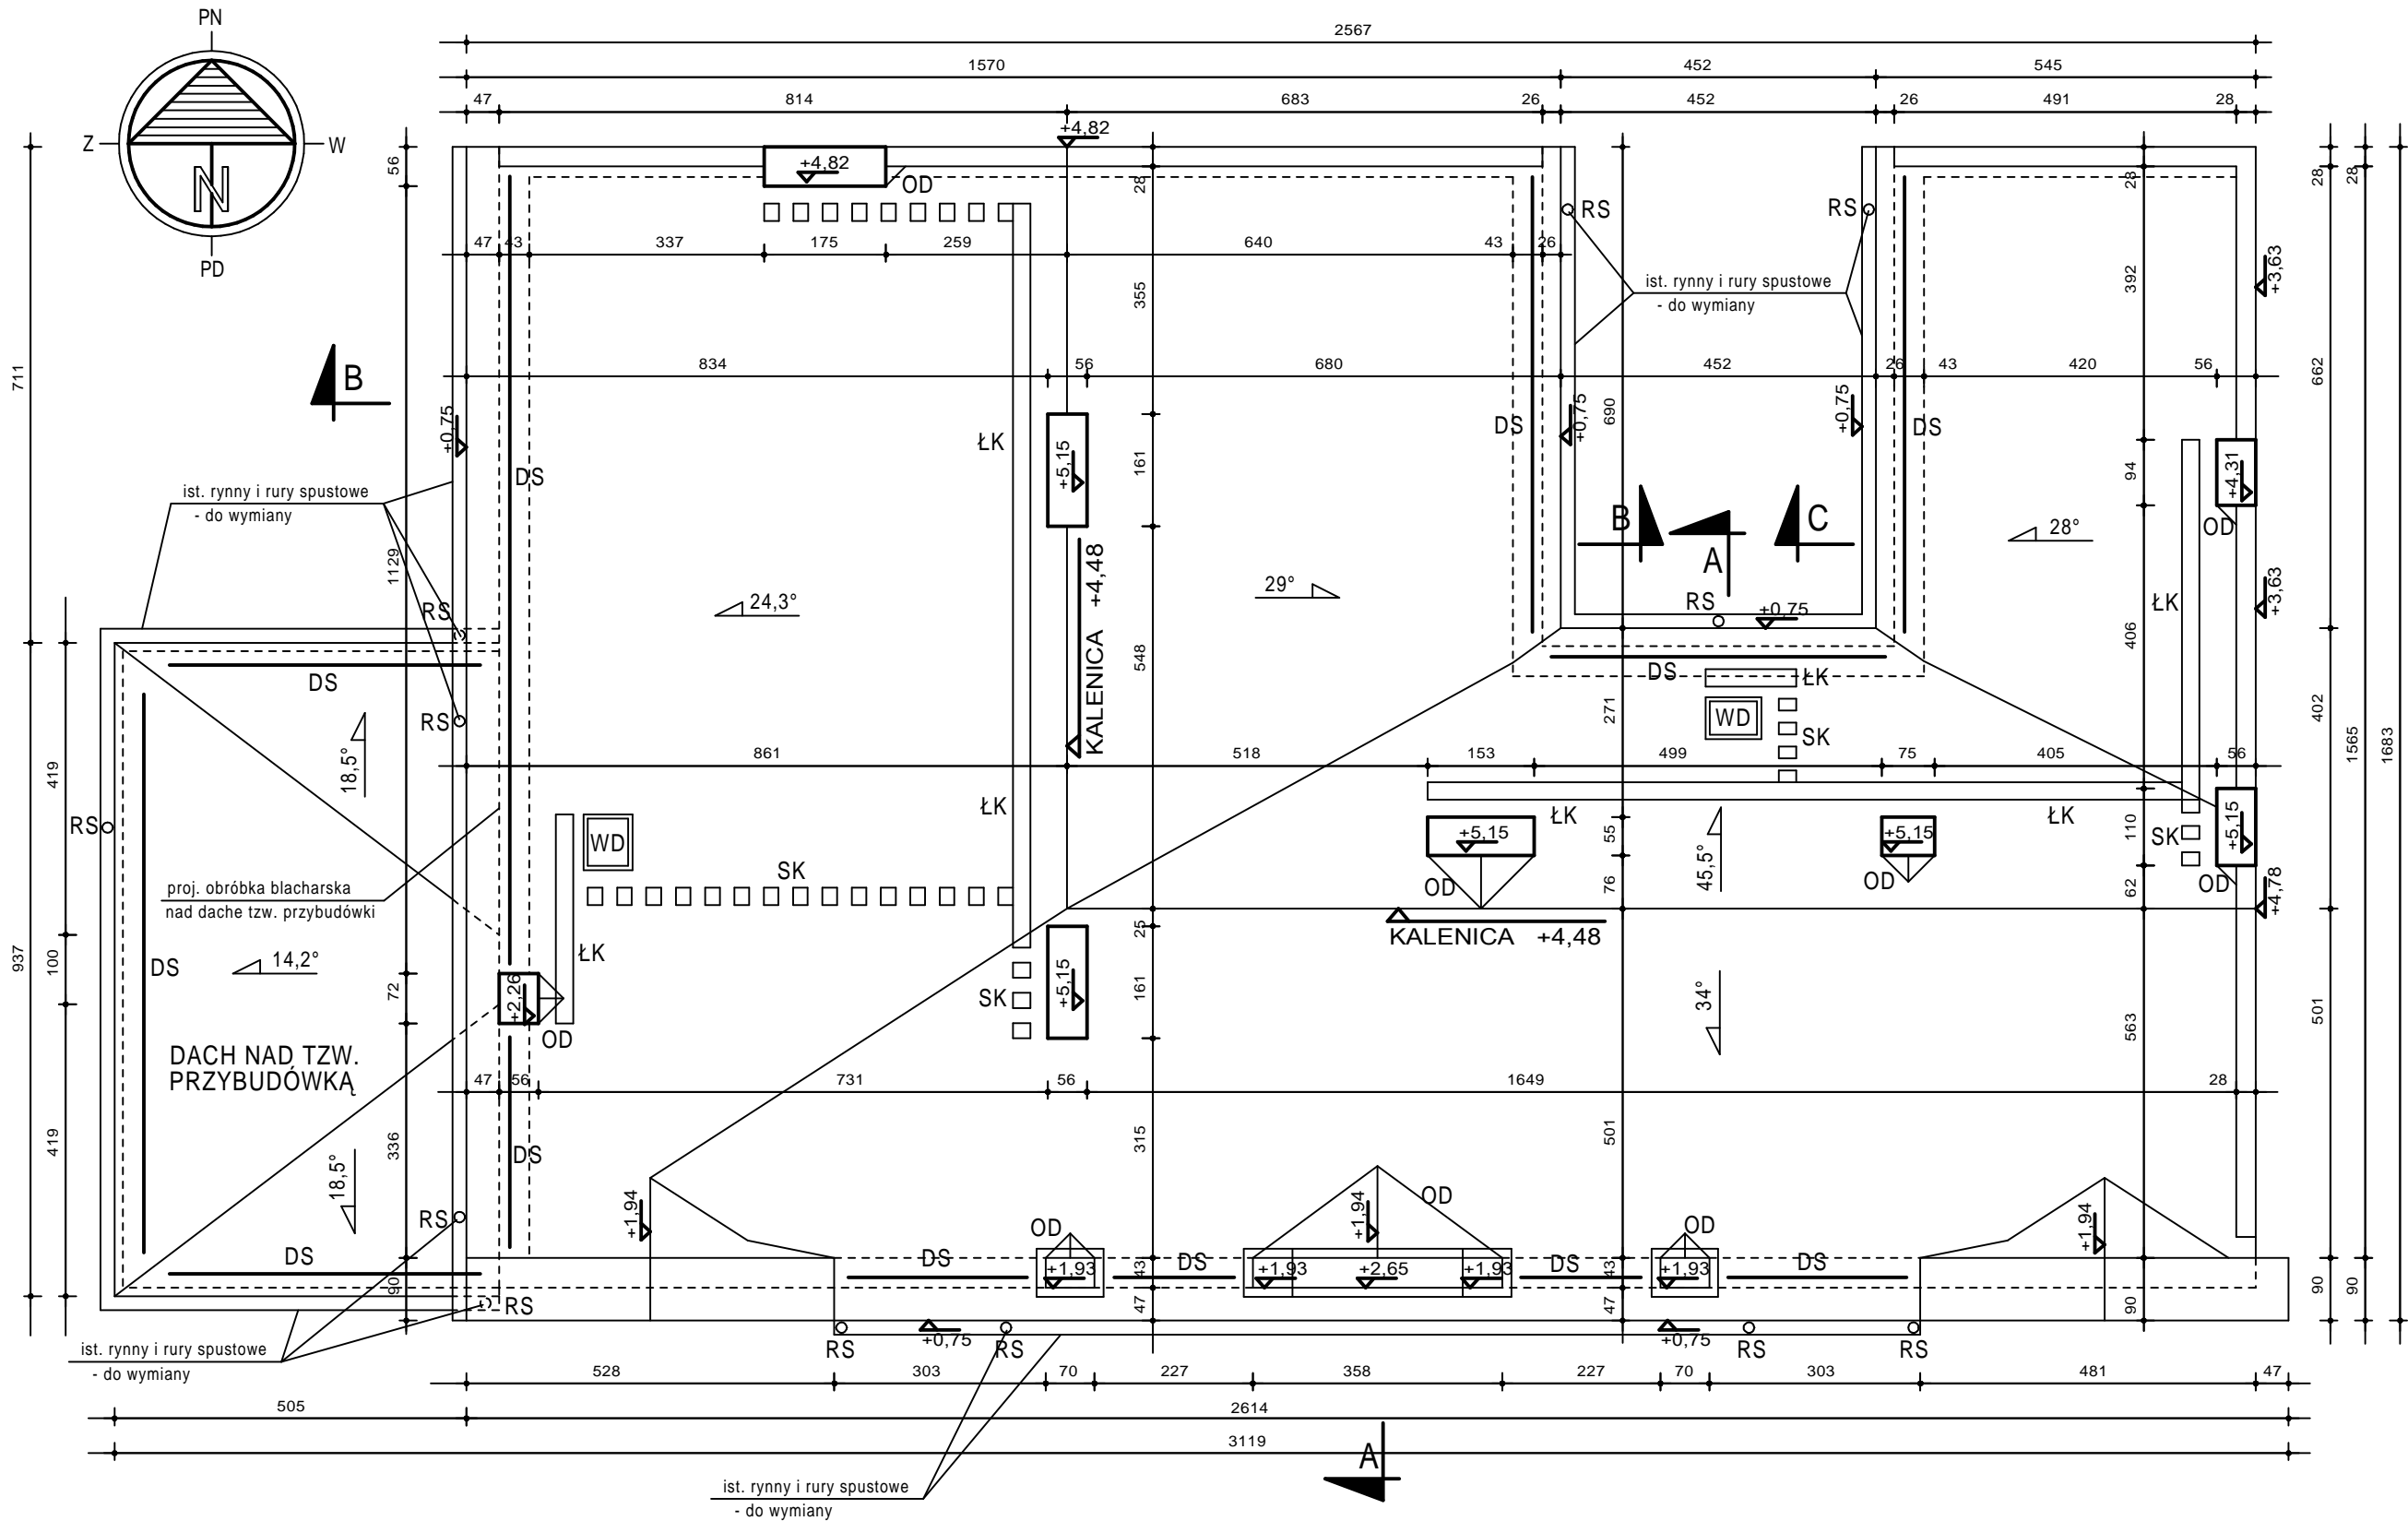 PN
Z
W
N
PD
2567
1570
452
545
47
814
683
26
452
26
491
28
+4,82
+4,82
OD
56
28
28
28
28
RS
RS
47
43
337
175
259
640
43
26
ist. rynny i rury spustowe
- do wymiany
+3,63
355
392
711
B
834
56
680
452
26
43
420
56
662
+0,75
690
+0,75
+0,75
DS
DS
ŁK
+5,15
161
94
+4,31
DS
ist. rynny i rury spustowe
- do wymiany
B
C
A
28°
OD
1129
24,3°
29°
KALENICA +4,48
RS
RS
+0,75
ŁK
+3,63
548
406
DS
DS
ŁK
271
WD
SK
402
1565
1683
18,5°
RS
419
861
518
153
499
75
405
56
RS
ŁK
ŁK
ŁK
WD
+5,15
55
+5,15
110
SK
+5,15
45,5°
proj. obróbka blacharska
nad dache tzw. przybudówki
SK
OD
76
OD
62
OD
+4,78
KALENICA +4,48
25
937
100
DS
14,2°
ŁK
72
+2,26
SK
+5,15
161
34°
563
501
OD
DACH NAD TZW.
PRZYBUDÓWKĄ
47
56
731
56
1649
28
419
336
DS
315
501
18,5°
RS
+1,94
+1,94
OD
+1,94
OD
OD
DS
DS
DS
DS
DS
+1,93
43
+1,93
+2,65
+1,93
43
+1,93
90
90
90
90
47
47
RS
RS
+0,75
RS
+0,75
RS
RS
ist. rynny i rury spustowe
- do wymiany
528
303
70
227
358
227
70
303
481
47
505
2614
3119
A
ist. rynny i rury spustowe
- do wymiany